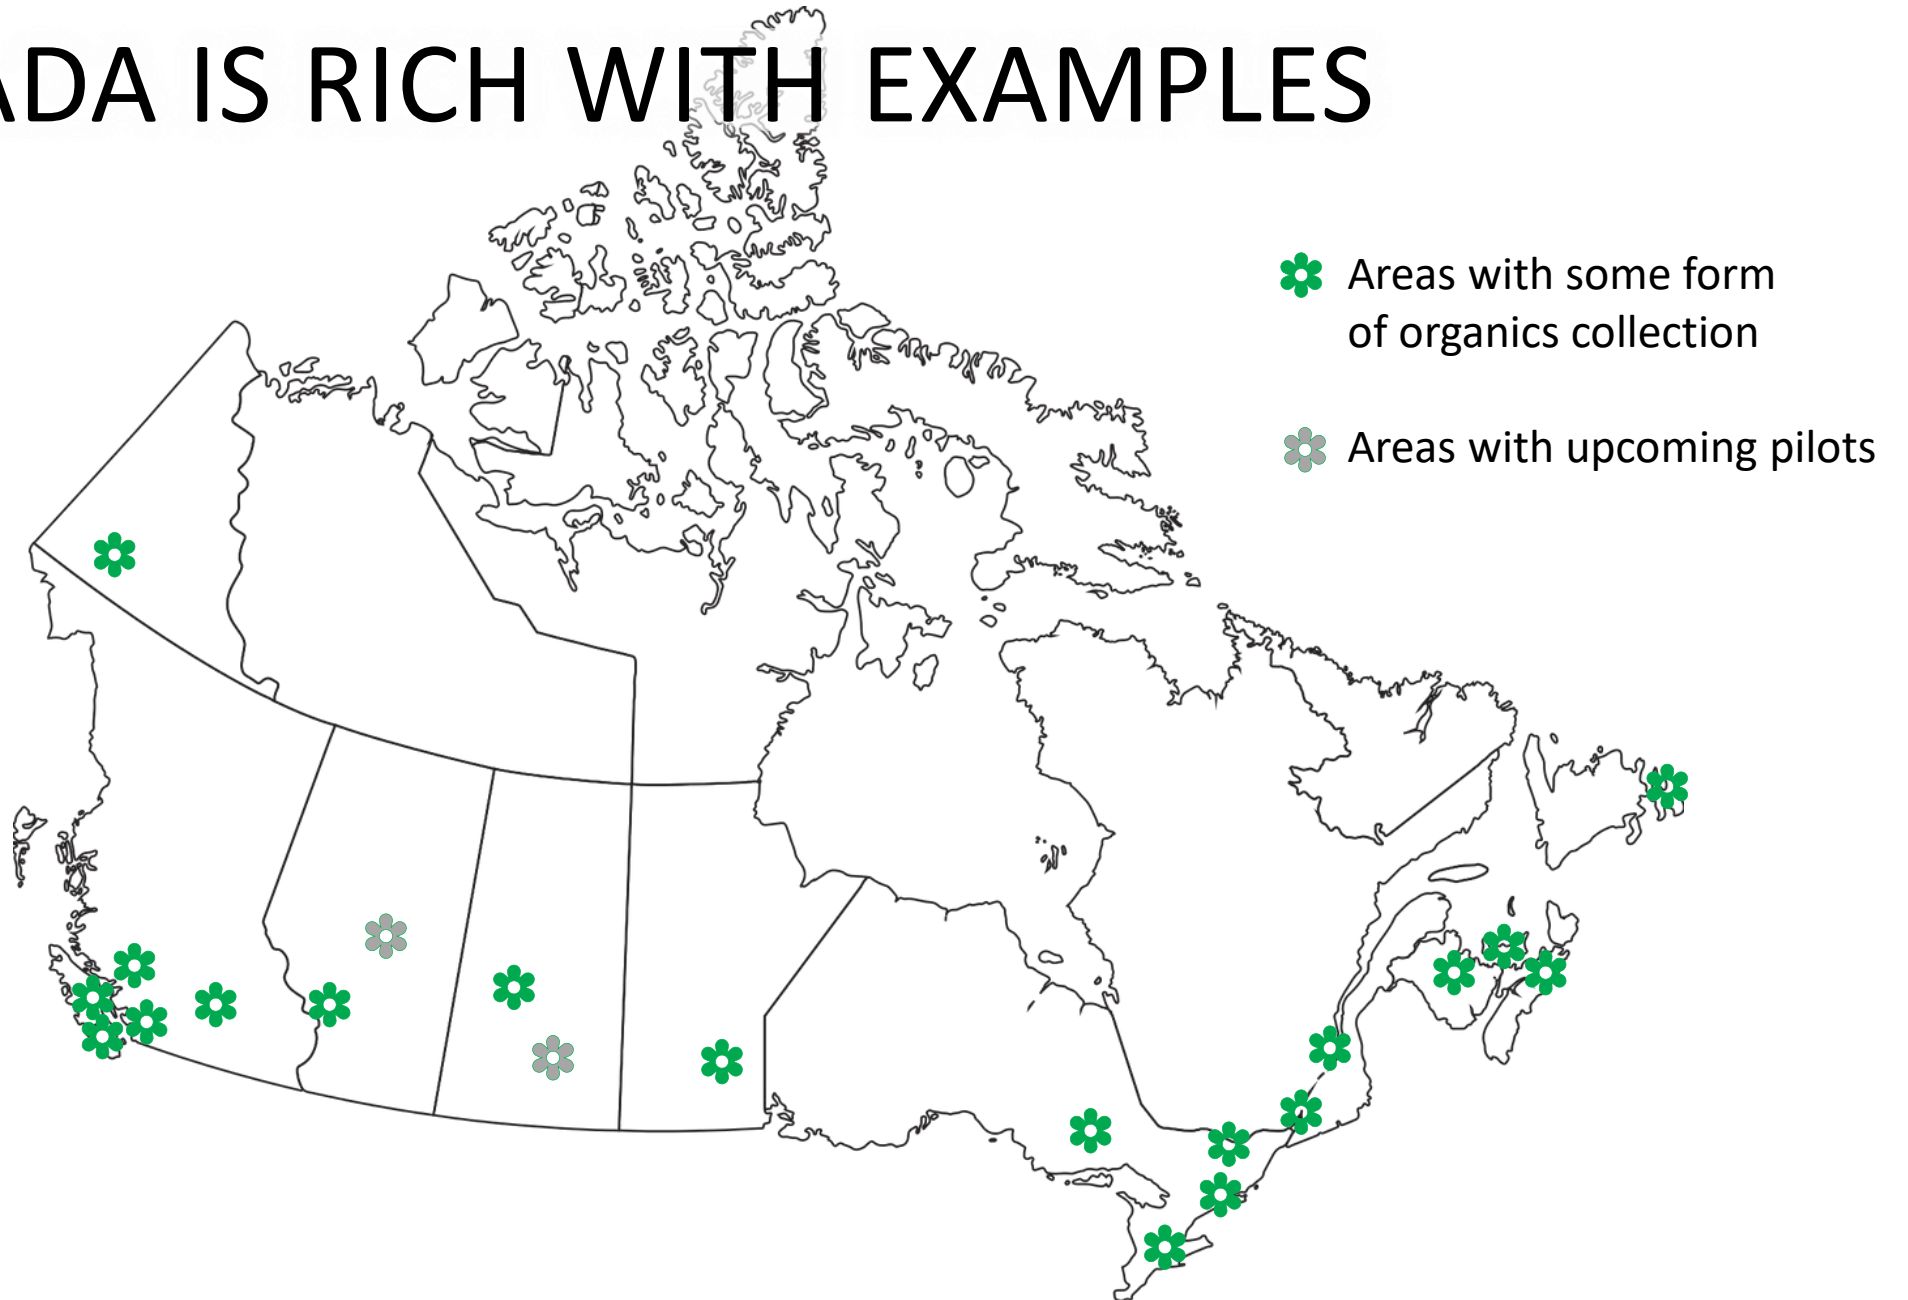 ADA IS RICH WITH EXAMPLES
Areas with some form
of organics collection
Areas with upcoming pilots